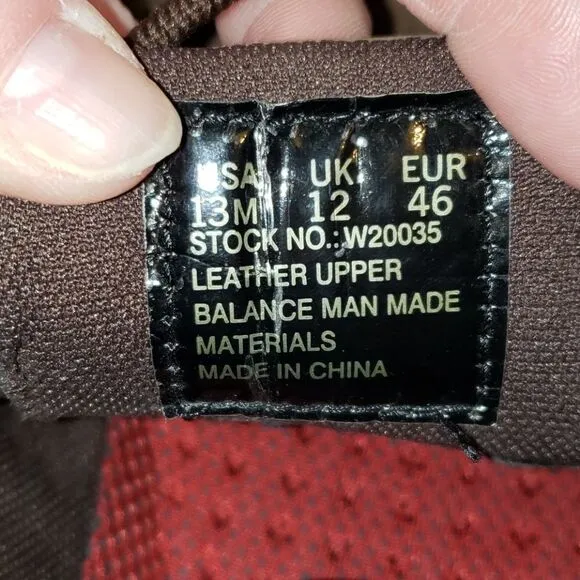 USA UK EUR
13M 12 46
STOCK NO.:W20035
LEATHER UPPER
BALANCE MAN MADE
MATERIALS
MADE IN CHINA